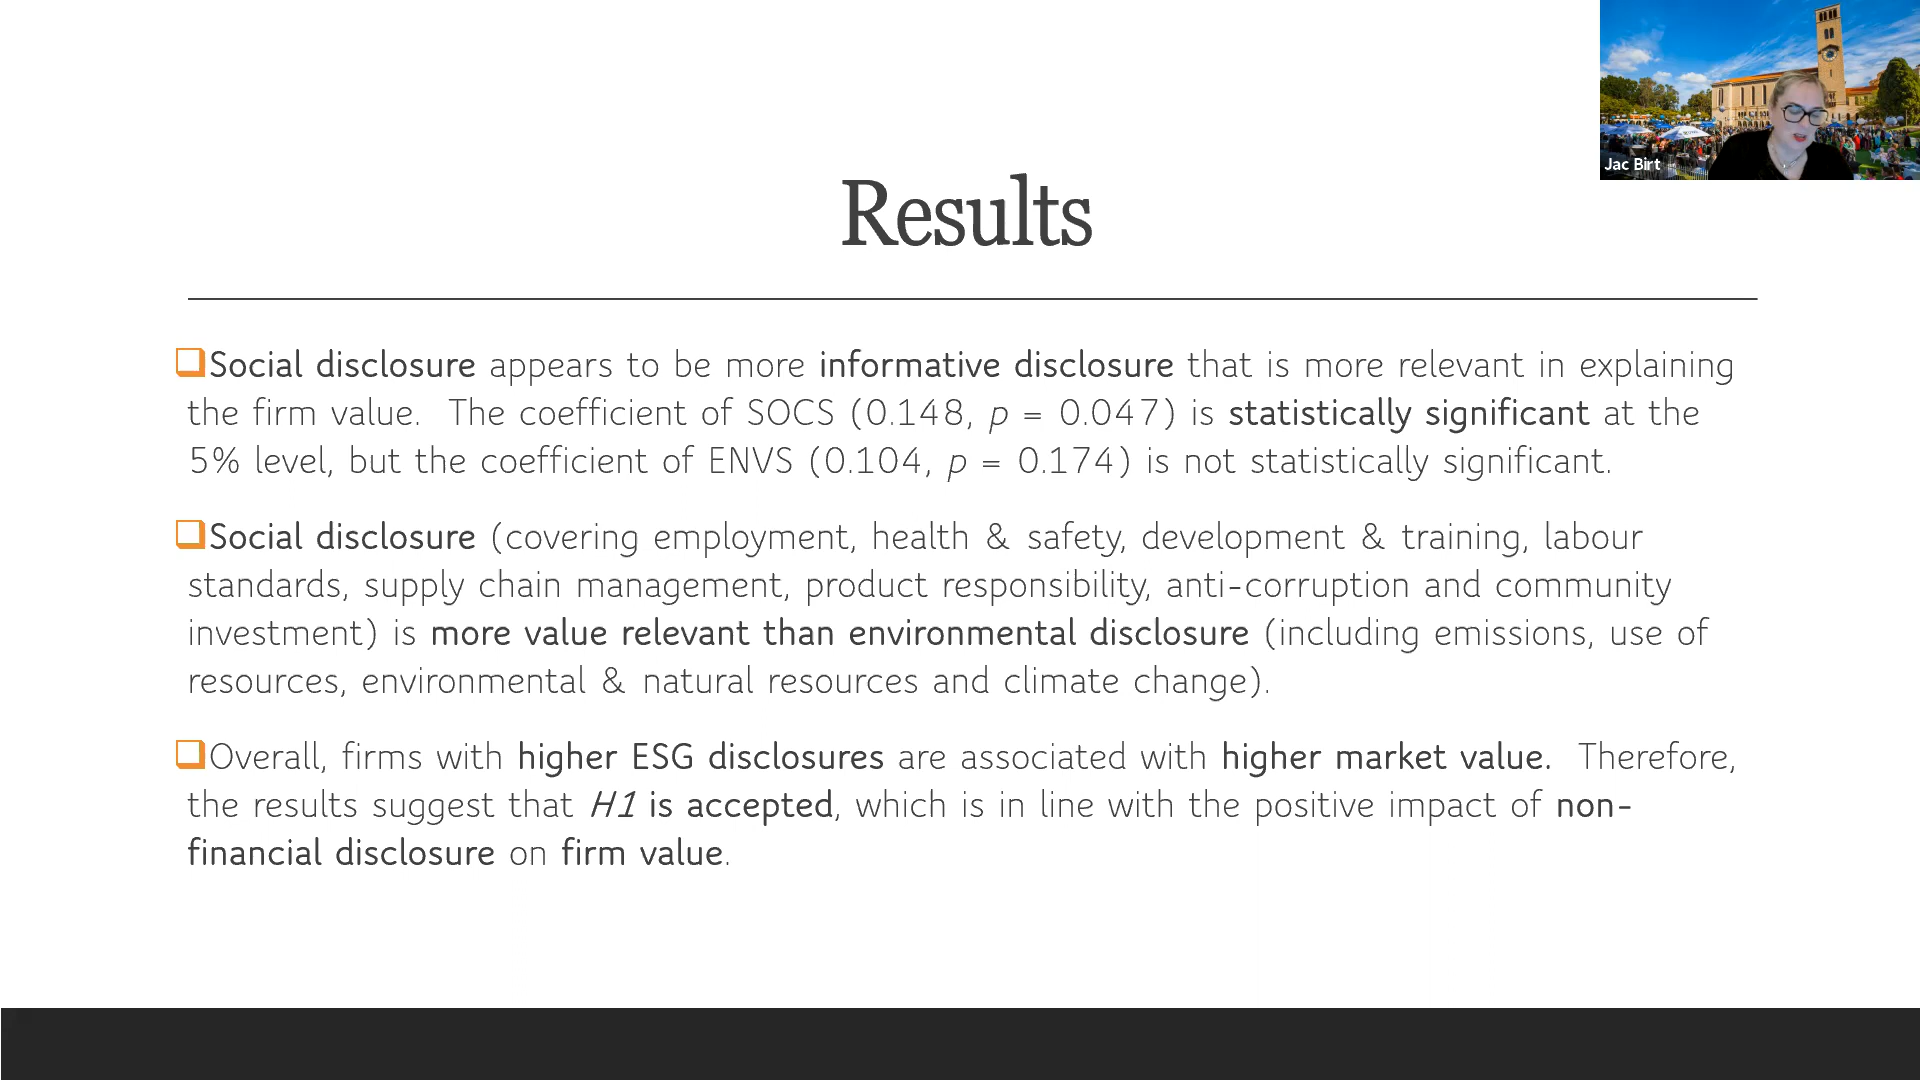 Jac Birt
Results
Social disclosure appears to be more informative disclosure that is more relevant in explaining
the firm value. The coefficient of SOCS (0.148, p = 0.047) is statistically significant at the
5% level, but the coefficient of ENVS (0.104, p = 0.174) is not statistically significant.
Social disclosure (covering employment, health & safety, development & training, labour
standards, supply chain management, product responsibility, anti-corruption and community
investment) is more value relevant than environmental disclosure (including emissions, use of
resources, environmental & natural resources and climate change).
Overall, firms with higher ESG disclosures are associated with higher market value. Therefore,
the results suggest that H1 is accepted, which is in line with the positive impact of non-
financial disclosure on firm value.